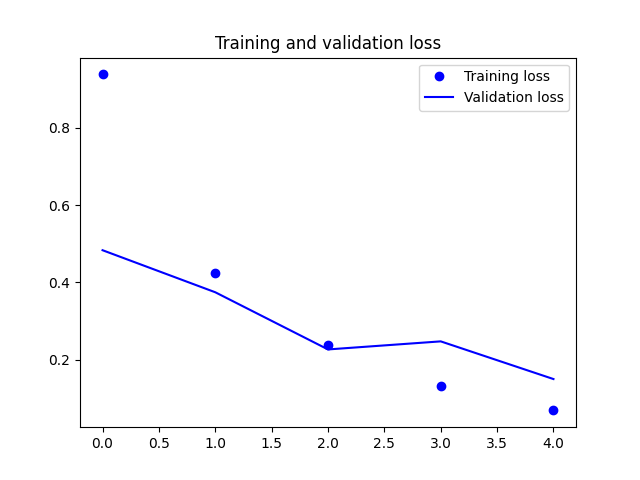 Training and validation loss
Training loss
Validation loss
0.8
0.6
0.4
0.2
0.0 0.5 1.0 1.5 2.0 2.5 3.0 3.5 4.0